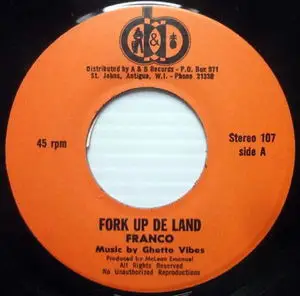 Distributed by A & B Records - P.O. Box 371
St. Johns, Antigua, W.I. - Phone 21338
45 rpm
Stereo 107
side A
FORK UP DE LAND
FRANCO
Music by Ghetto Vibes
Produced by McLean Emanuel
All Rights Reserved
No Unauthorized Reproductions